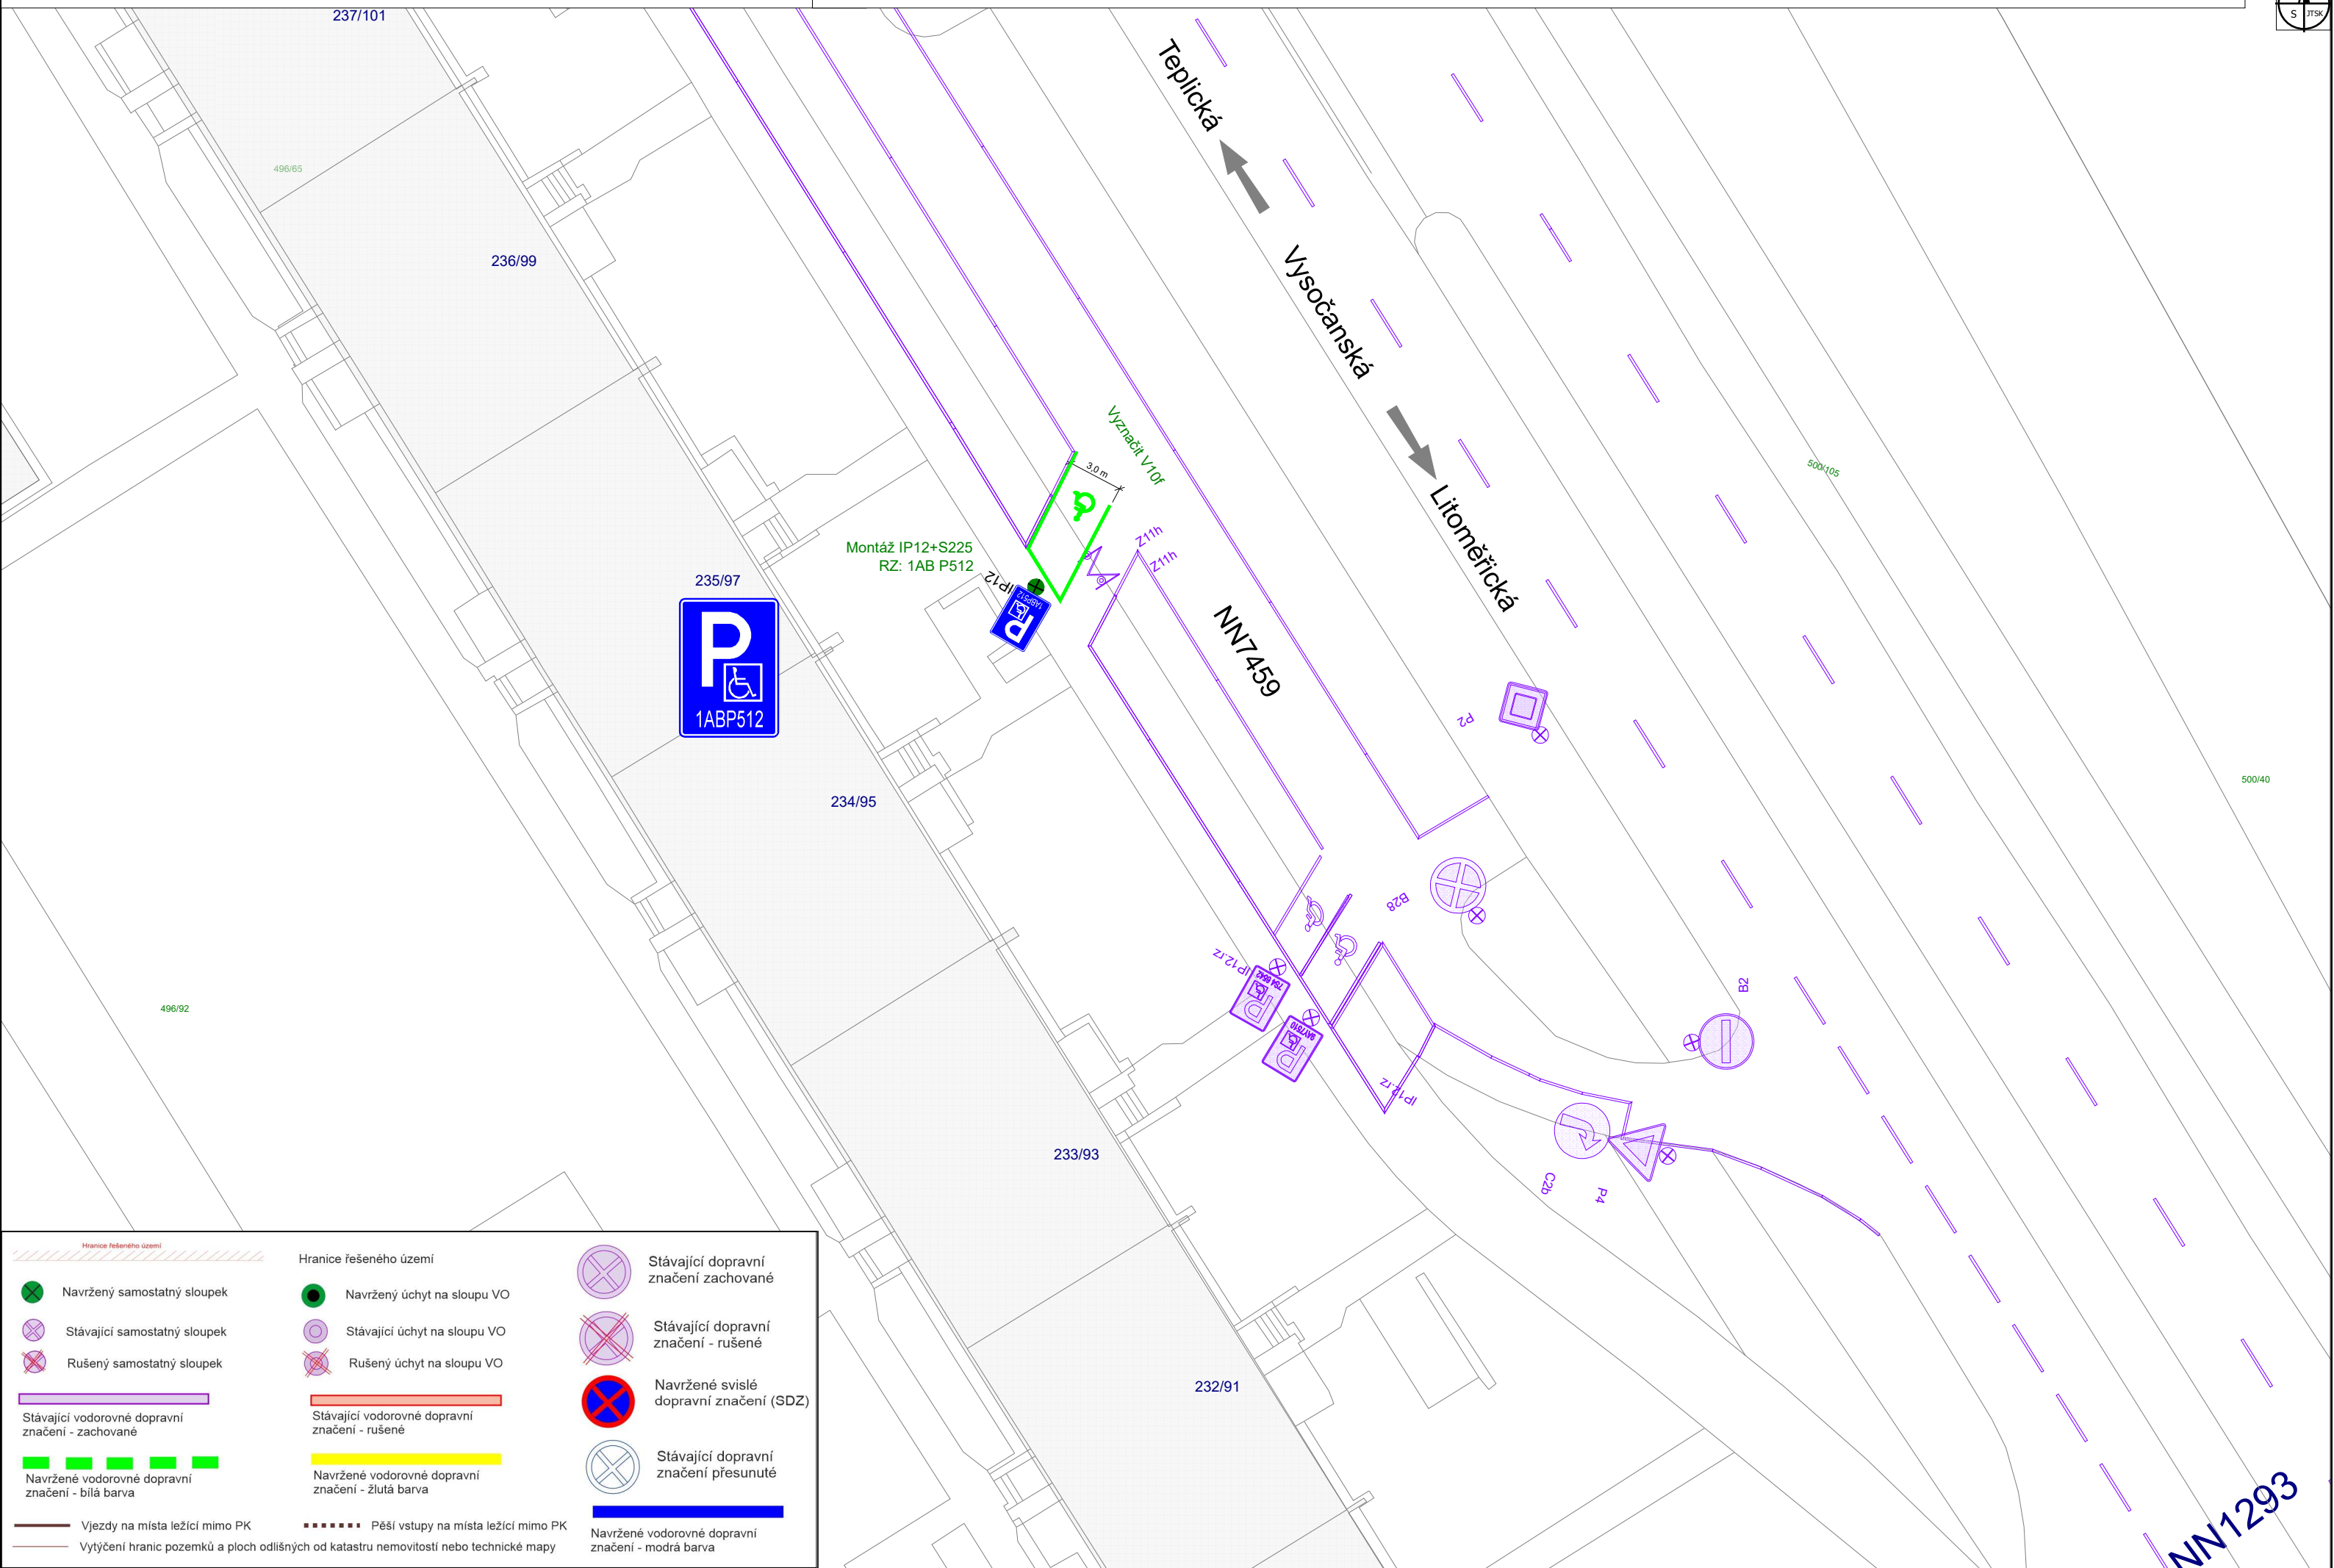 237/101
S
JTSK
Teplická
496/65
236/99
Vysočanská
500/105
Vyznačit V10f
3,0 m
Litoměřická
Z11h
Z11h
Montáž IP12+S225
RZ: 1AB P512
IP12
1ABP512
P
235/97
P
1ABP512
NN7459
P2
500/40
234/95
B28
IP12.rz
P
B2
P
496/92
IP12.rz
233/93
C2b
P4
232/91
NN1293
Hranice řešeného území
Hranice řešeného území
Stávající dopravní
značení zachované
Navržený samostatný sloupek
Navržený úchyt na sloupu VO
Stávající samostatný sloupek
Stávající úchyt na sloupu VO
Stávající dopravní
značení - rušené
Rušený samostatný sloupek
Rušený úchyt na sloupu VO
Navržené svislé
dopravní značení (SDZ)
Stávající vodorovné dopravní
značení - zachované
Stávající vodorovné dopravní
značení - rušené
Stávající dopravní
značení přesunuté
Navržené vodorovné dopravní
značení - bílá barva
Navržené vodorovné dopravní
značení - žlutá barva
Vjezdy na místa ležící mimo PK
Pěší vstupy na místa ležící mimo PK
Navržené vodorovné dopravní
značení - modrá barva
Vytýčení hranic pozemků a ploch odlišných od katastru nemovitostí nebo technické mapy